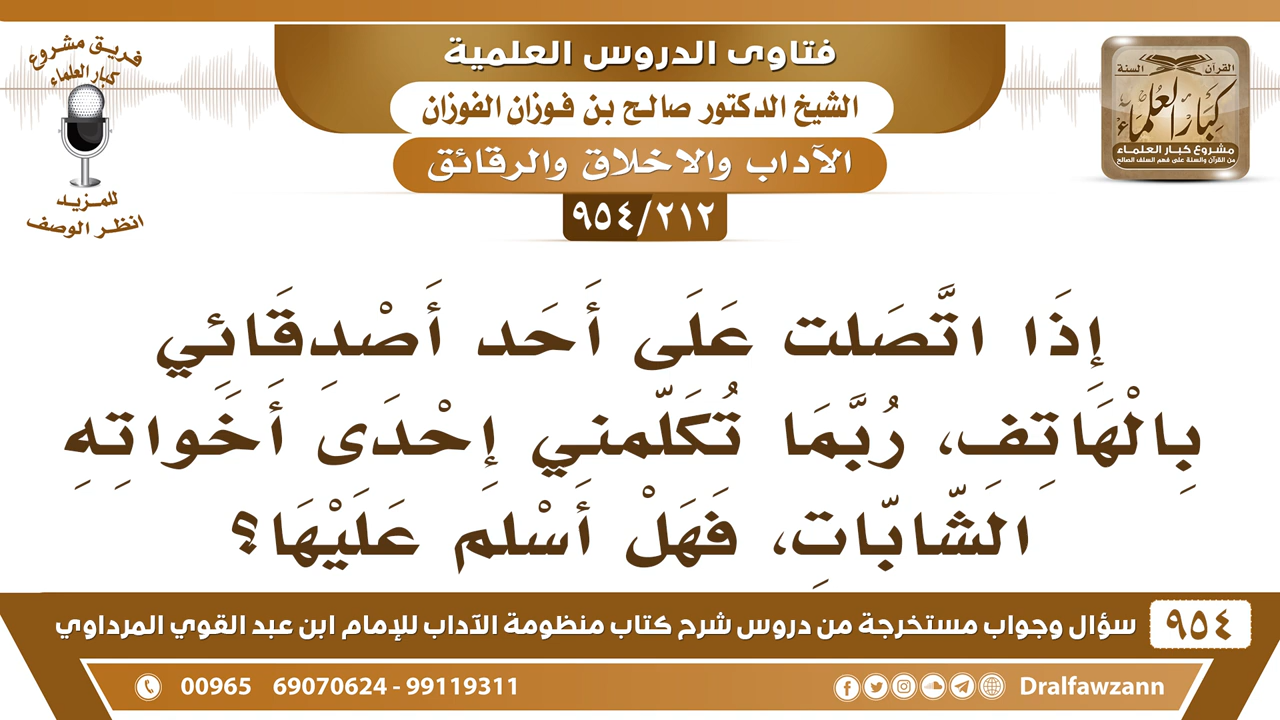 فريق مشروع
كبار العلماء
للمزيد
انظر الوصف
فتاوى الدروس العلمية
الشيخ الدكتور صالح بن فوزان الفوزان
الآداب والاخلاق والرقائق
٩٥٤/٢١٢
القرآن السنة
كبار العلماء
مشروع كبار العلماء
من القرآن والسنة على فهم السلف الصالح
إِذَا اتَّصَلت عَلَى أَحَد أَصْدِقَائي
بِالْهَاتِفِ، رُبَّمَا تُكَلّمني إِحْدَى أَخَواتِهِ
الشّابّاتِ، فَهَلْ أَسْلم عَلَيْهَا؟
٩٥٤ سؤال وجواب مستخرجة من دروس شرح كتاب منظومة الآداب للإمام ابن عبد القوي المرداوي
00965 69070624 - 99119311
Dralfawzann